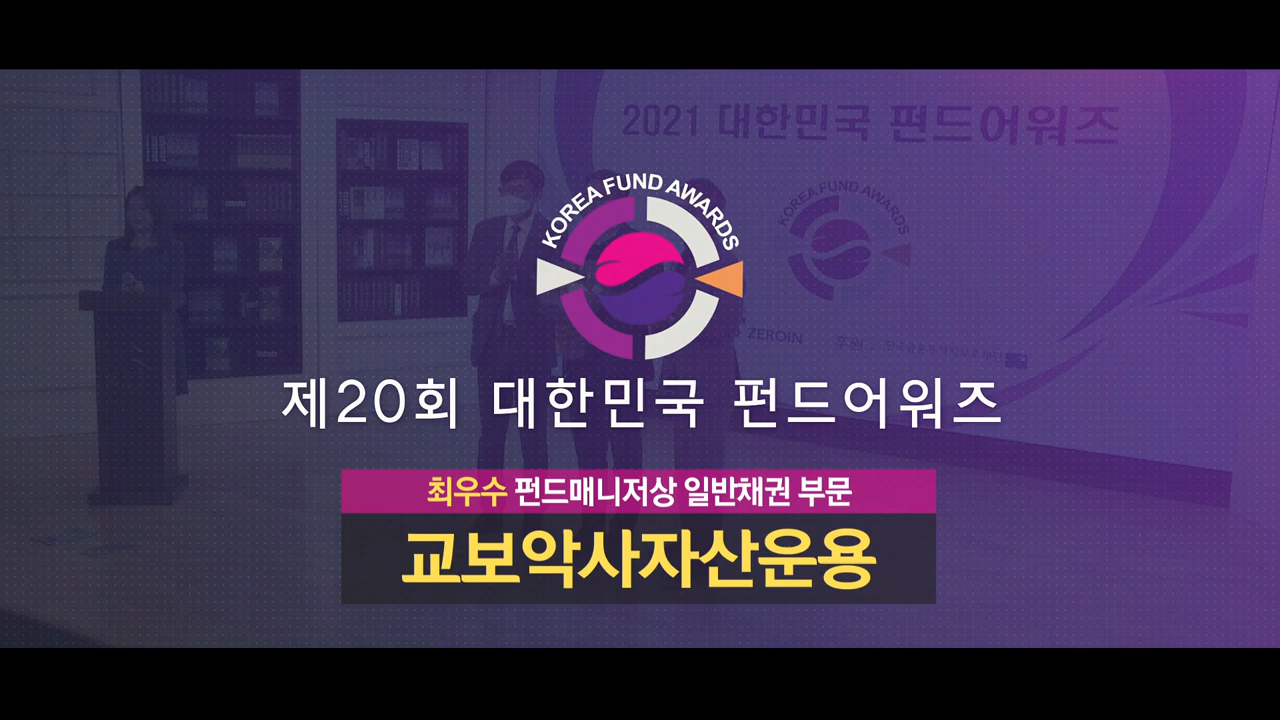 2021 대한민국 펀드어워즈
KOREA FUND AWARDS
KOREA FUND AWARDS
ZEROIN 후원 :
제20회 대한민국 펀드어워즈
최우수 펀드매니저상 일반채권 부문
교보악사자산운용